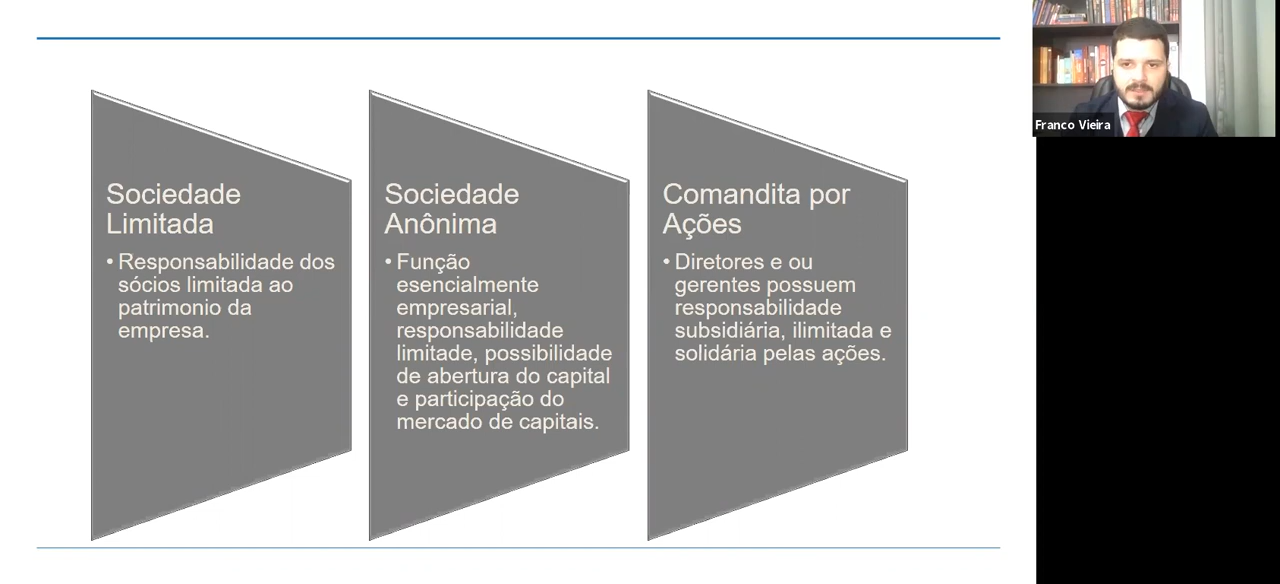 Sociedade
Limitada
• Responsabilidade dos
sócios limitada ao
patrimonio da
empresa.
Sociedade
Anônima
• Função
esencialmente
empresarial,
responsabilidade
limitade, possibilidade
de abertura do capital
e participação do
mercado de capitais.
Comandita por
Ações
• Diretores e ou
gerentes possuem
responsabilidade
subsidiária, ilimitada e
solidária pelas ações.
Franco Vieira